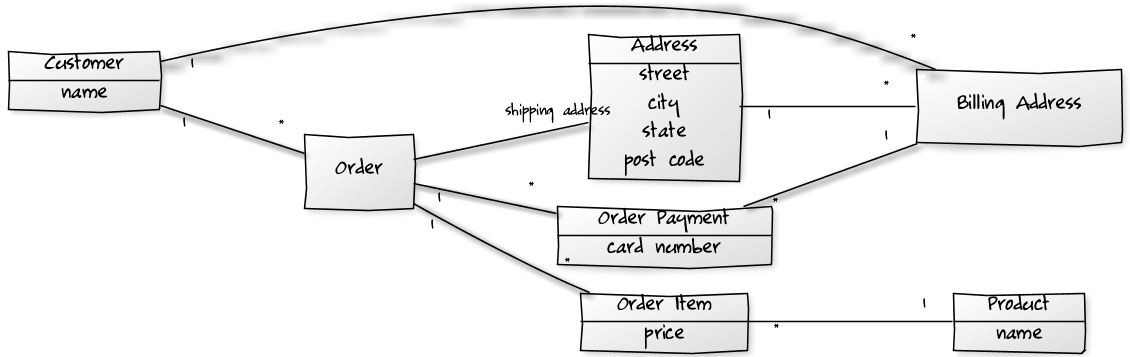 *
1
Customer
name
1
*
Order
shipping address
Address
street
city
state
post code
1
*
Billing Address
1
1
*
Order Payment
card number
*
1
*
Order Item
price
*
1
Product
name